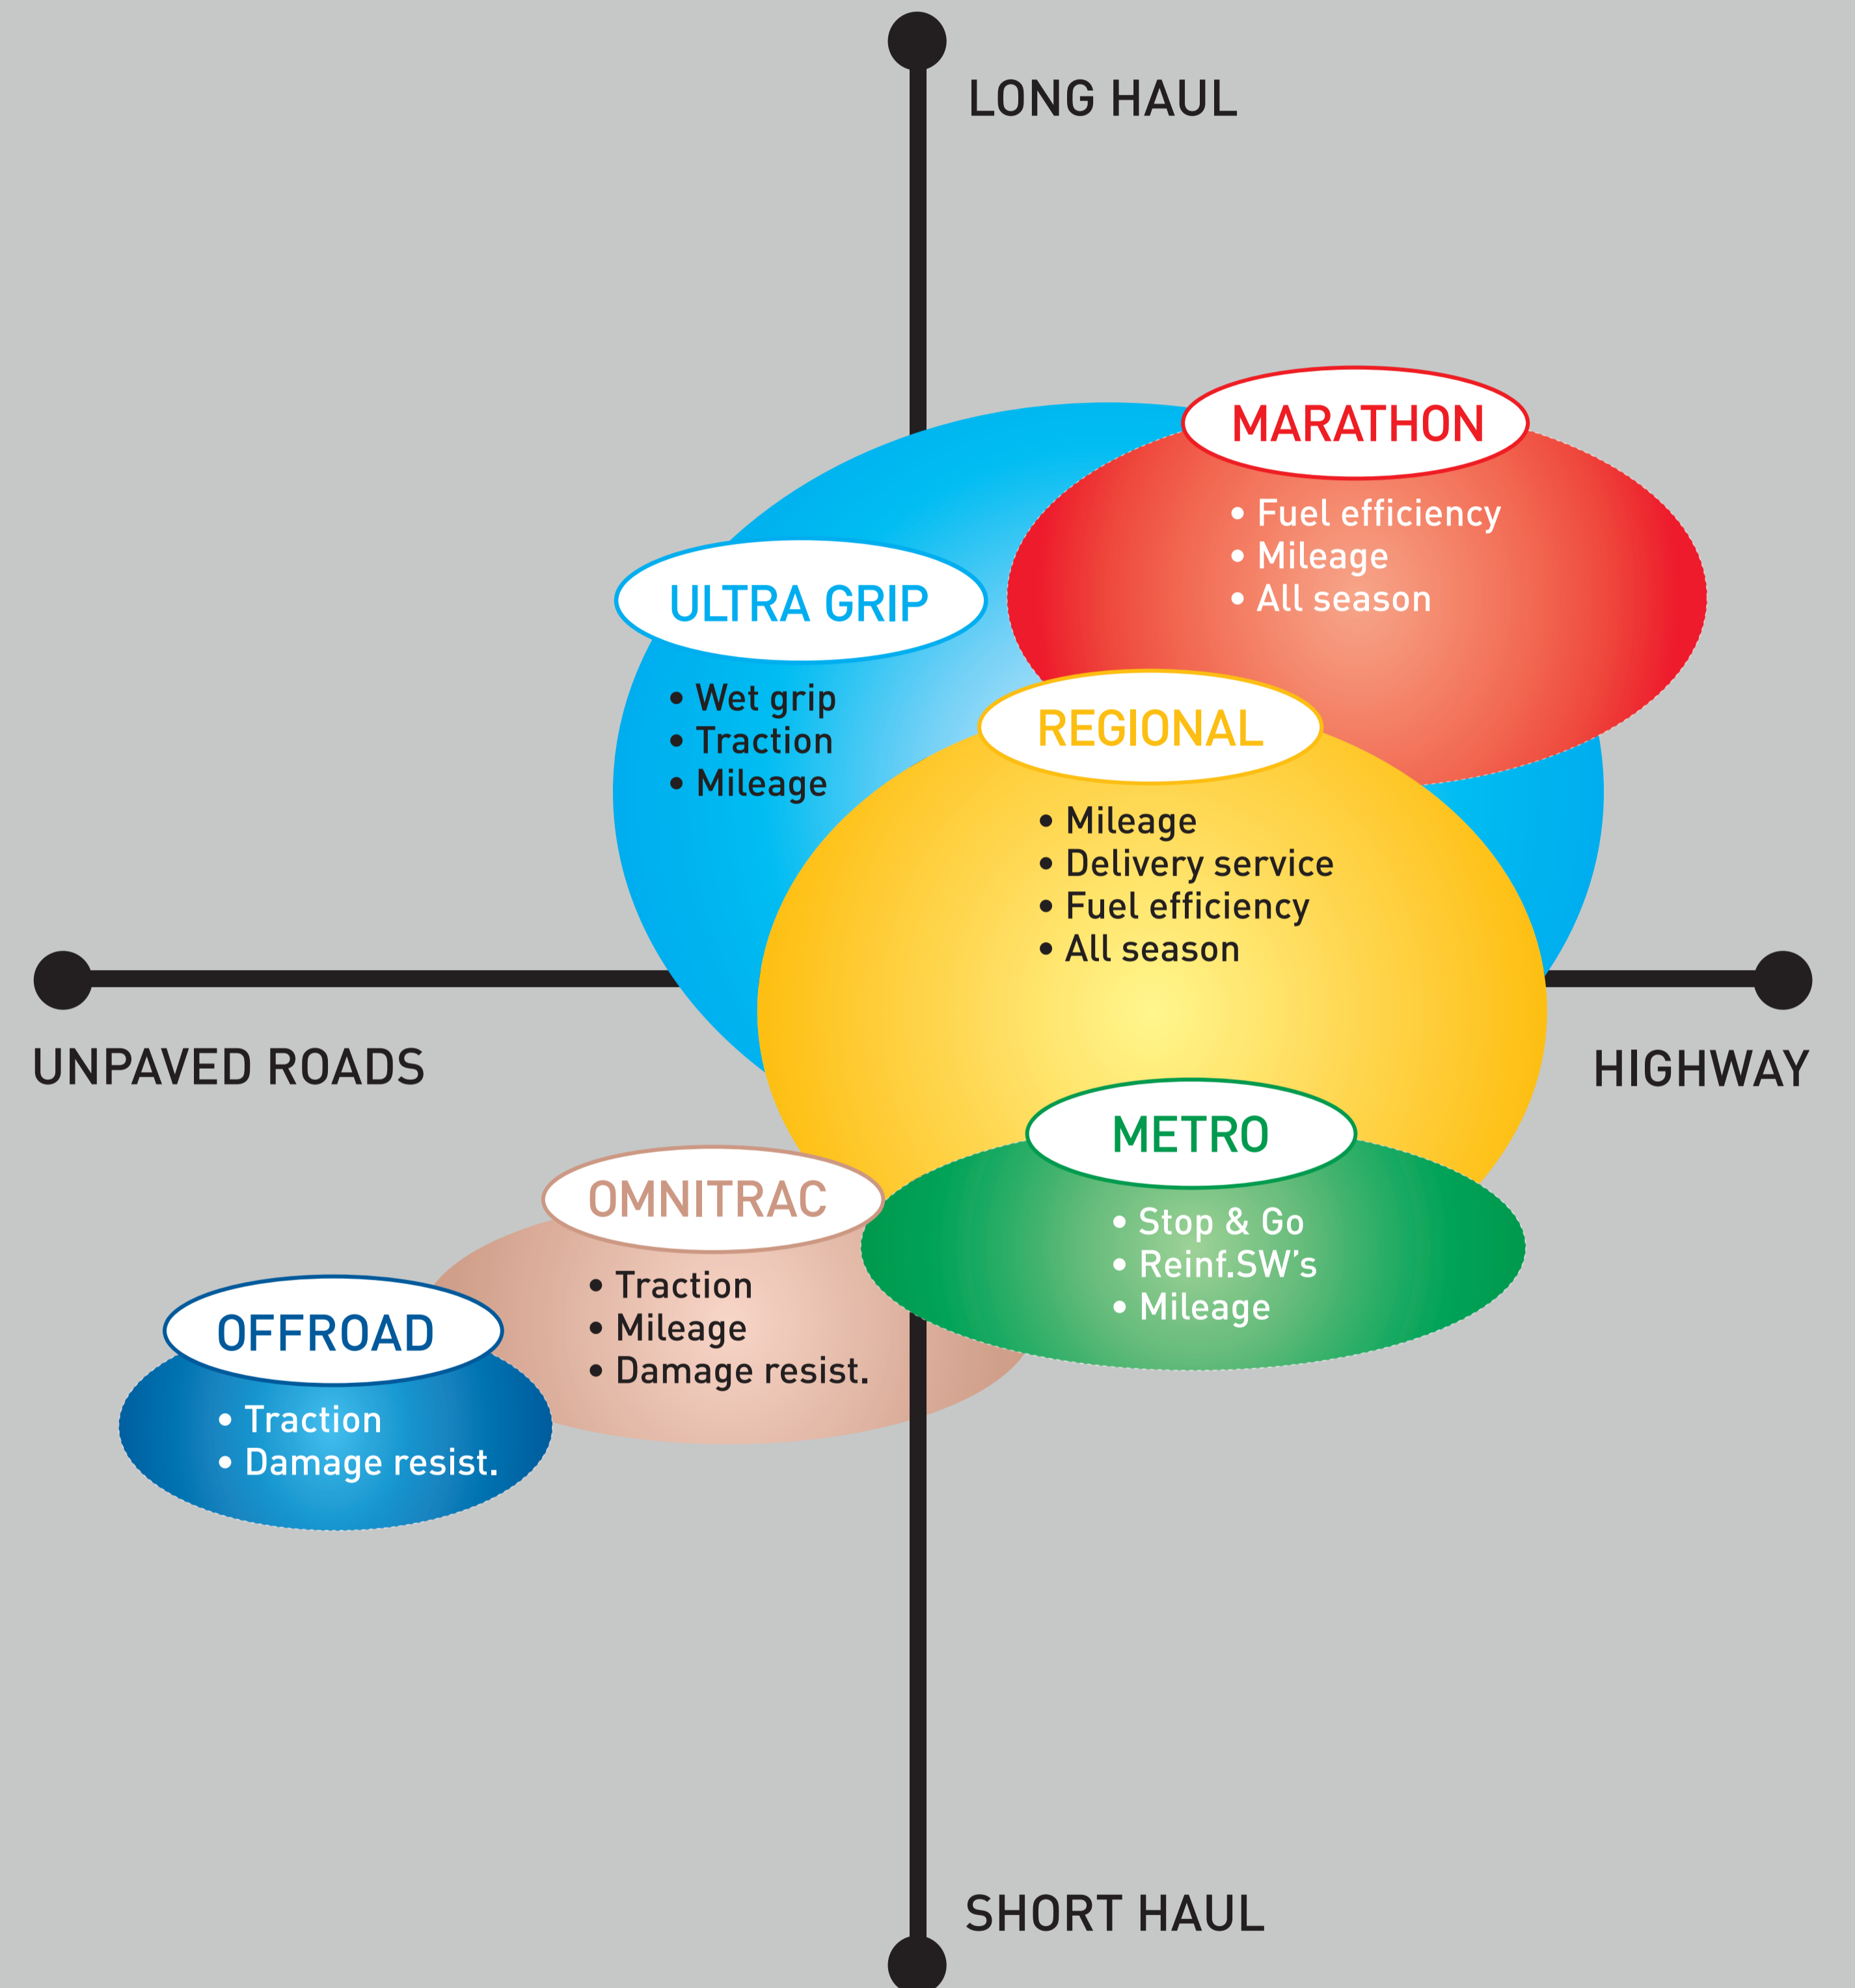 LONG HAUL
MARATHON
• Fuel efficiency
• Mileage
• All season
ULTRA GRIP
• Wet grip
• Traction
• Mileage
REGIONAL
• Mileage
• Delivery service
• Fuel efficiency
• All season
UNPAVED ROADS
HIGHWAY
METRO
• Stop & Go
• Reinf.SW's
• Mileage
OMNITRAC
• Traction
• Mileage
• Damage resist.
OFFROAD
• Traction
• Damage resist.
SHORT HAUL